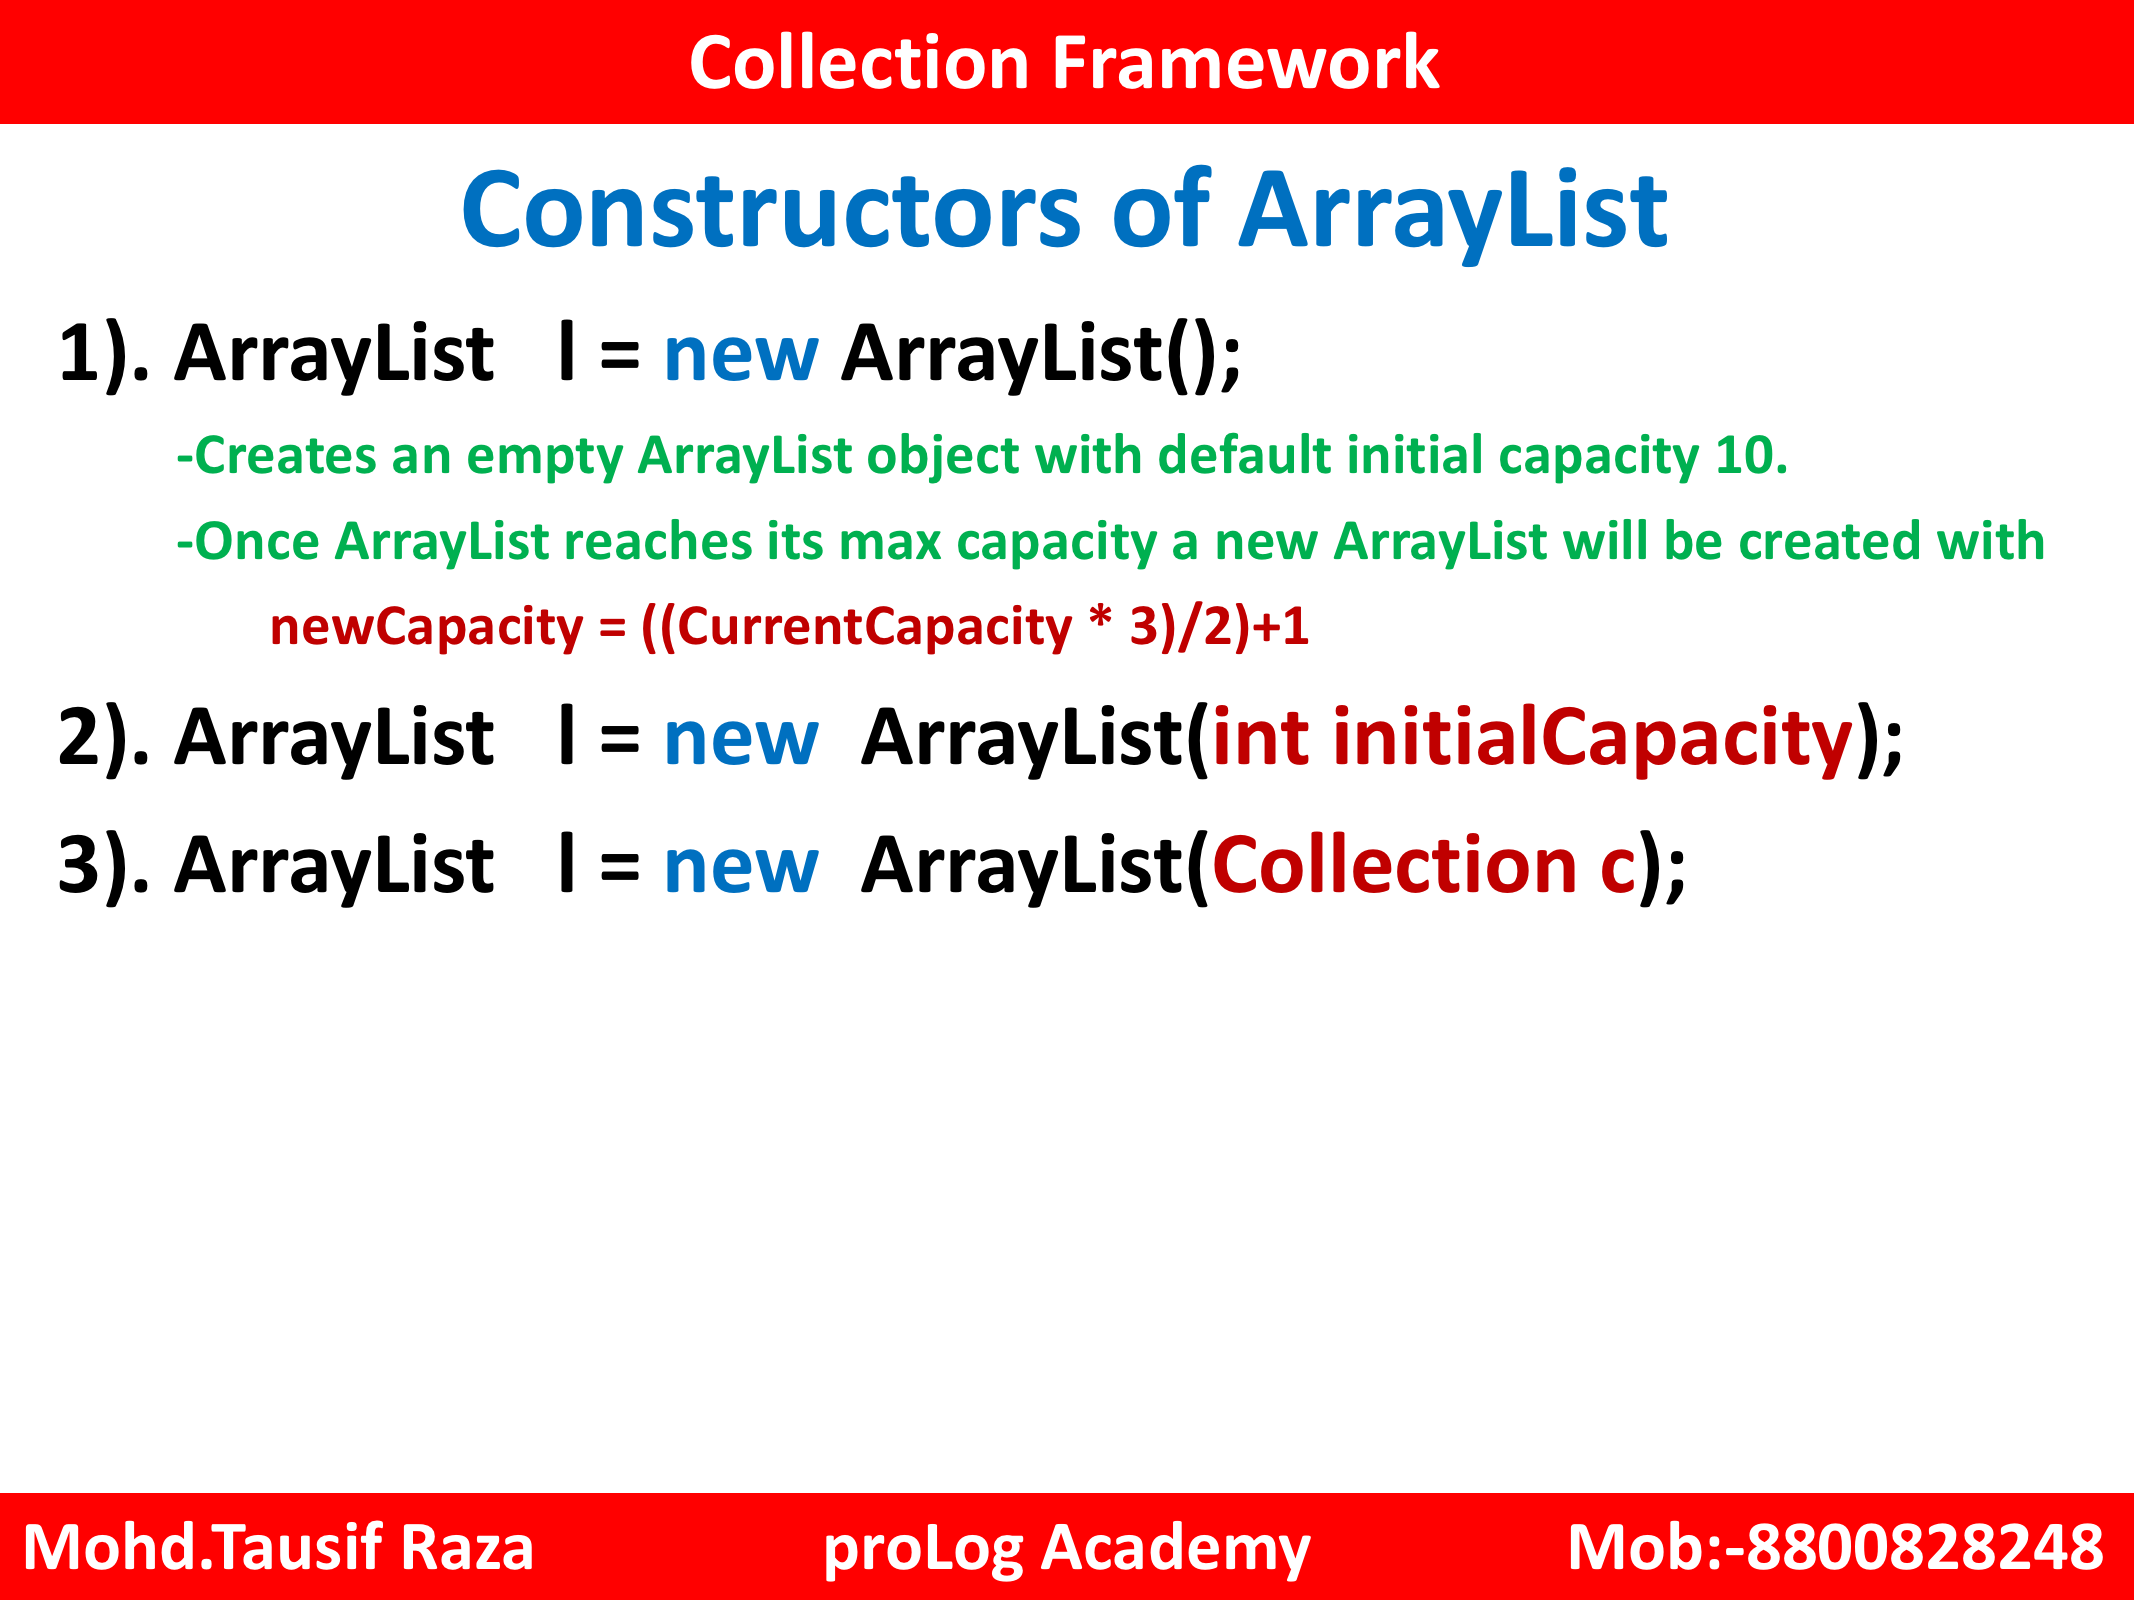 Collection Framework
Constructors of ArrayList
1). ArrayList   l = new ArrayList();
-Creates an empty ArrayList object with default initial capacity 10.
-Once ArrayList reaches its max capacity a new ArrayList will be created with
newCapacity = ((CurrentCapacity * 3)/2)+1
2). ArrayList   l = new  ArrayList(int initialCapacity);
3). ArrayList   l = new  ArrayList(Collection c);
Mohd.Tausif Raza proLog Academy Mob:-8800828248